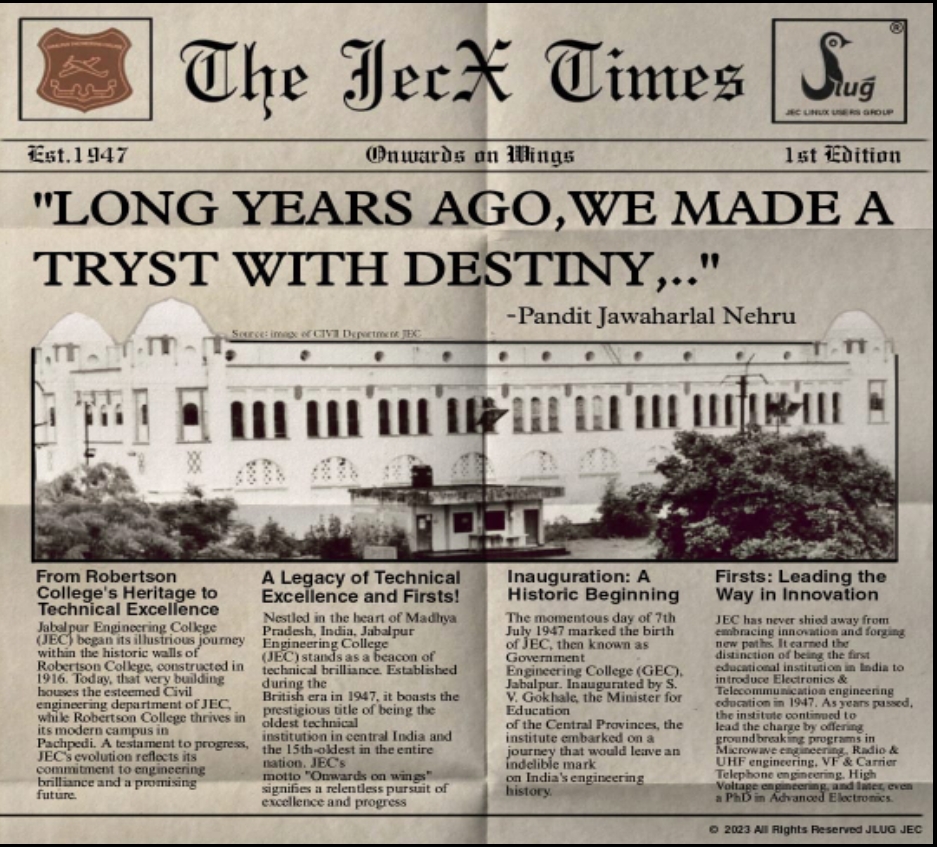 The JecX Times
Jlug
®
JEC LINUX USERS GROUP
Est.1947
Onwards on Wings
1st Edition
"LONG YEARS AGO,WE MADE A
TRYST WITH DESTINY,.."
-Pandit Jawaharlal Nehru
Source: image of CIVIl Department JEC
From Robertson
College's Heritage to
Technical Excellence
Jabalpur Engineering College
(JEC) began its illustrious journey
within the historic walls of
Robertson College, constructed in
1916. Today, that very building
houses the esteemed Civil
engineering department of JEC,
while Robertson College thrives in
its modern campus in
Pachpedi. A testament to progress,
JEC's evolution reflects its
commitment to engineering
brilliance and a promising
future.
A Legacy of Technical
Excellence and Firsts!
Nestled in the heart of Madhya
Pradesh, India, Jabalpur
Engineering College
(JEC) stands as a beacon of
technical brilliance. Established
during the
British era in 1947, it boasts the
prestigious title of being the
oldest technical
institution in central India and
the 15th-oldest in the entire
nation. JEC's
motto "Onwards on wings"
signifies a relentless pursuit of
excellence and progress
Inauguration: A
Historic Beginning
The momentous day of 7th
July 1947 marked the birth
of JEC, then known as
Government
Engineering College (GEC),
Jabalpur. Inaugurated by S.
V. Gokhale, the Minister for
Education
of the Central Provinces, the
institute embarked on a
journey that would leave an
indelible mark
on India's engineering
history.
Firsts: Leading the
Way in Innovation
JEC has never shied away from
embracing innovation and forging
new paths. It earned the
distinction of being the first
educational institution in India to
introduce Electronics &
Telecommunication engineering
education in 1947. As years passed,
the institute continued to
lead the charge by offering
groundbreaking programs in
Microwave engineering, Radio &
UHF engineering, VF & Carrier
Telephone engineering, High
Voltage engineering, and later, even
a PhD in Advanced Electronics.
© 2023 All Rights Reserved JLUG JEC